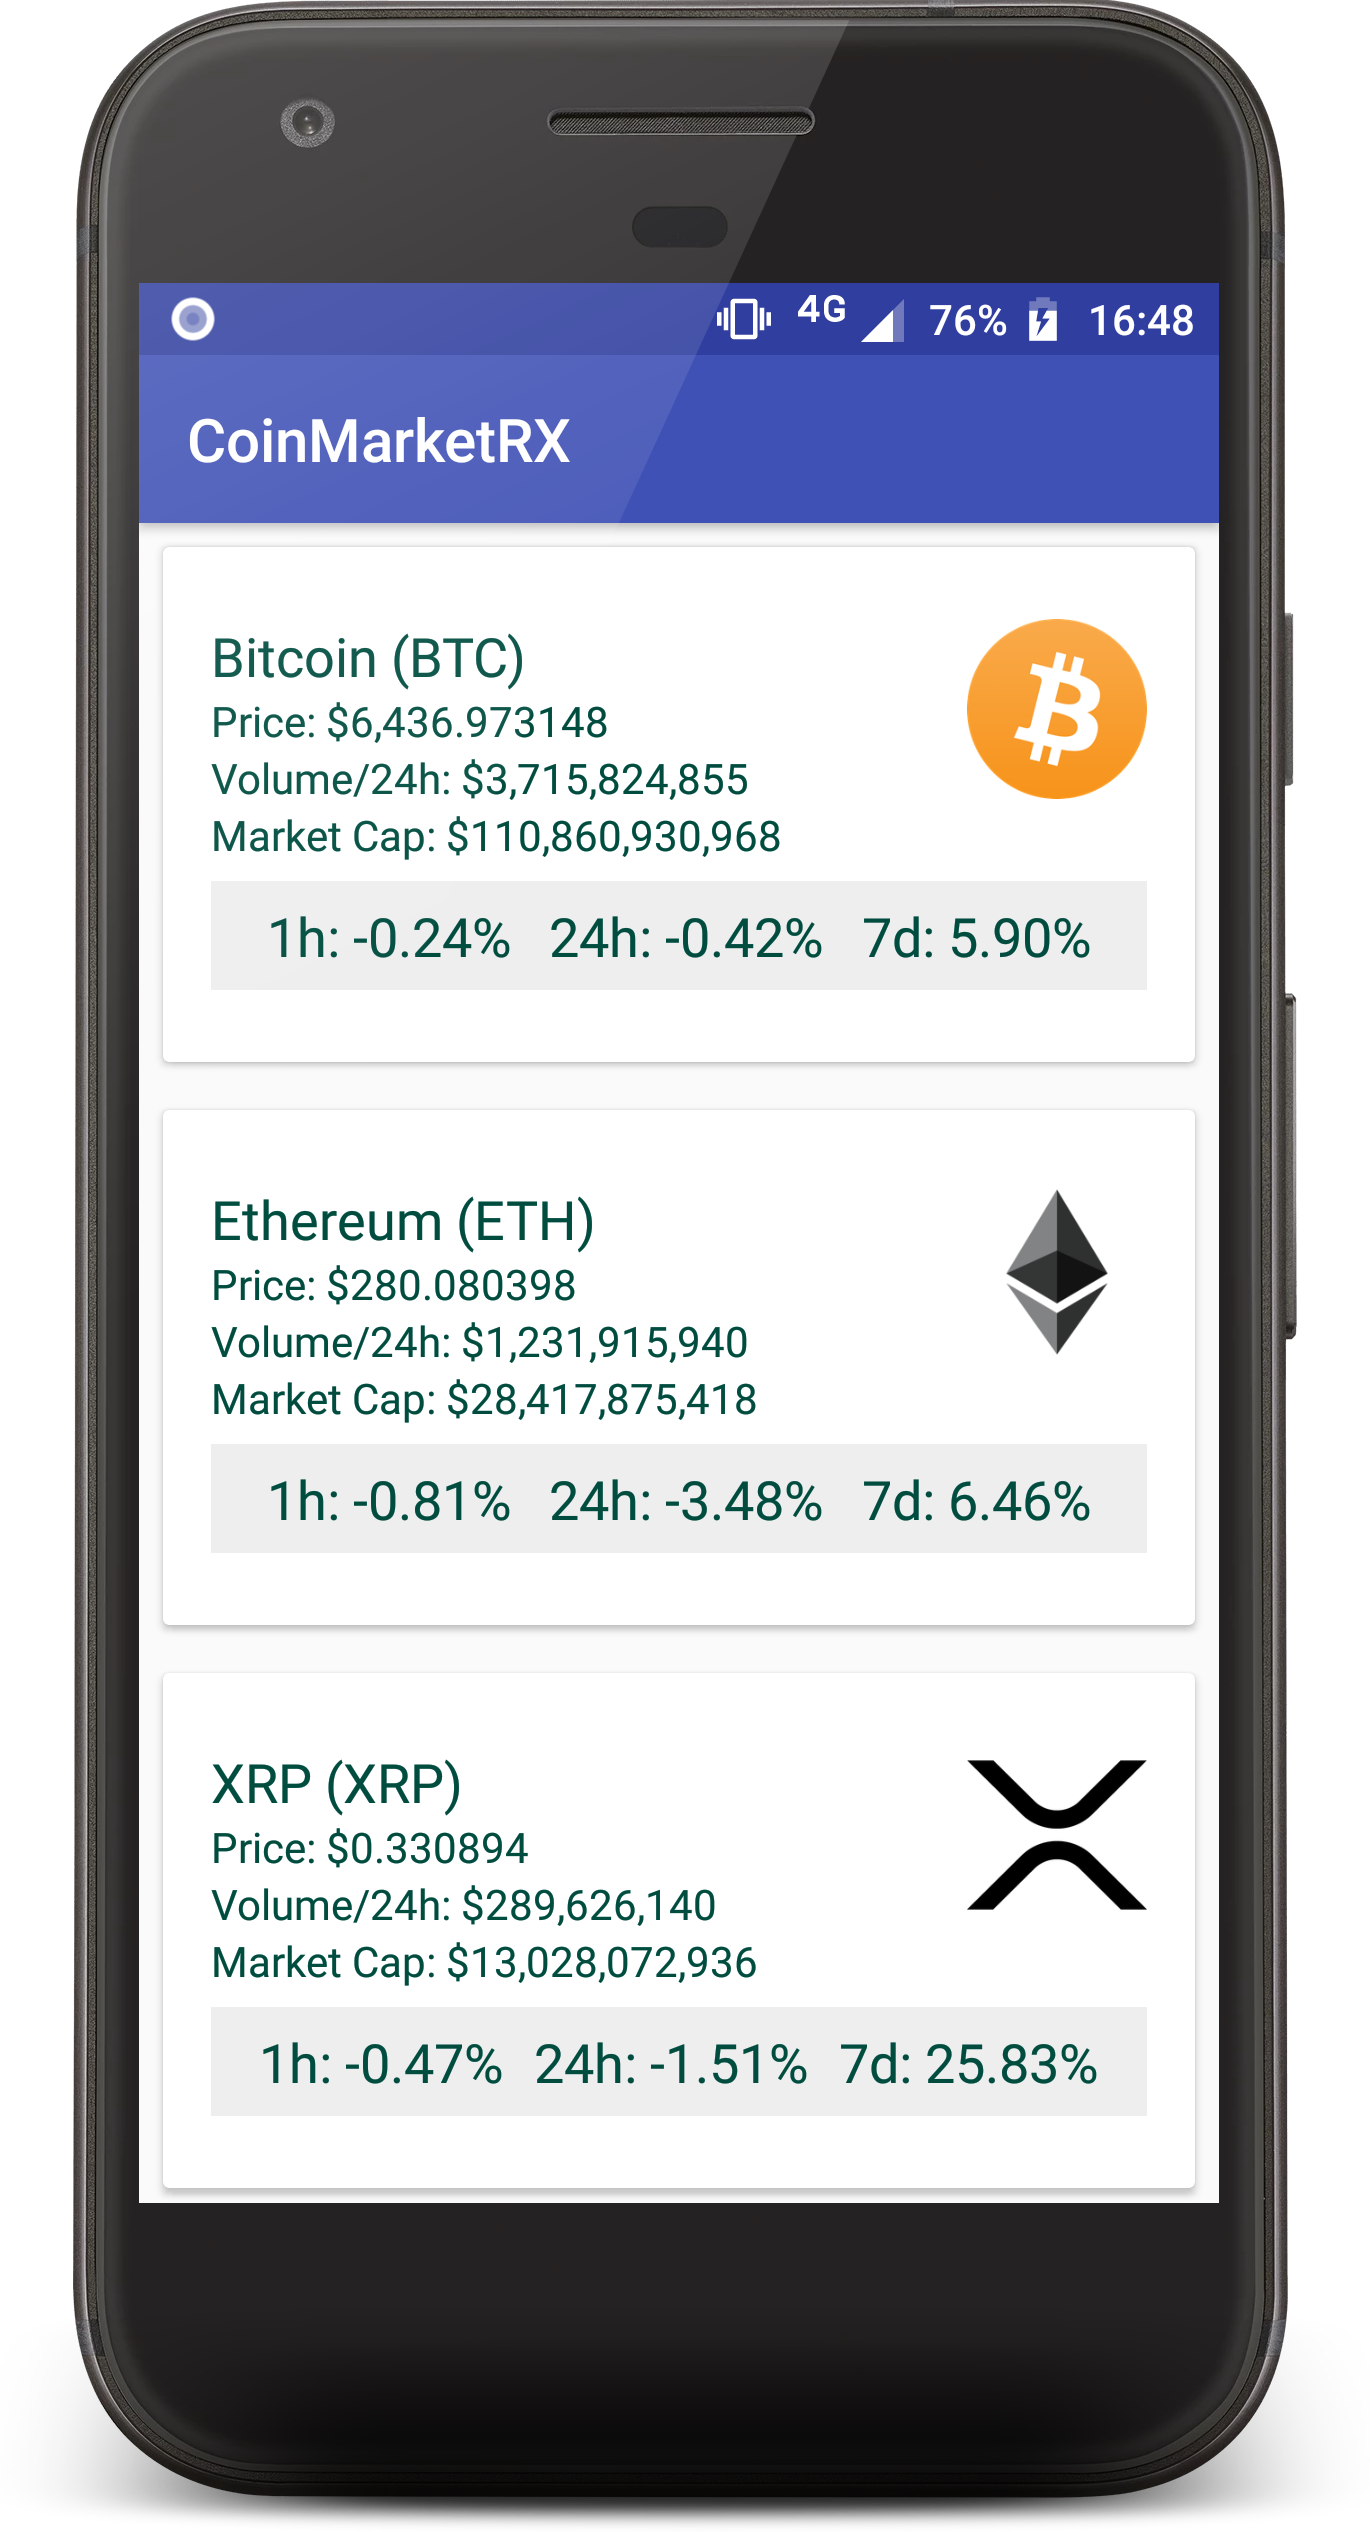 4G 76% 16:48
CoinMarketRX
Bitcoin (BTC)
Price: $6,436.973148
Volume/24h: $3,715,824,855
Market Cap: $110,860,930,968
1h: -0.24% 24h: -0.42% 7d: 5.90%
Ethereum (ETH)
Price: $280.080398
Volume/24h: $1,231,915,940
Market Cap: $28,417,875,418
1h: -0.81% 24h: -3.48% 7d: 6.46%
XRP (XRP)
Price: $0.330894
Volume/24h: $289,626,140
Market Cap: $13,028,072,936
1h: -0.47% 24h: -1.51% 7d: 25.83%